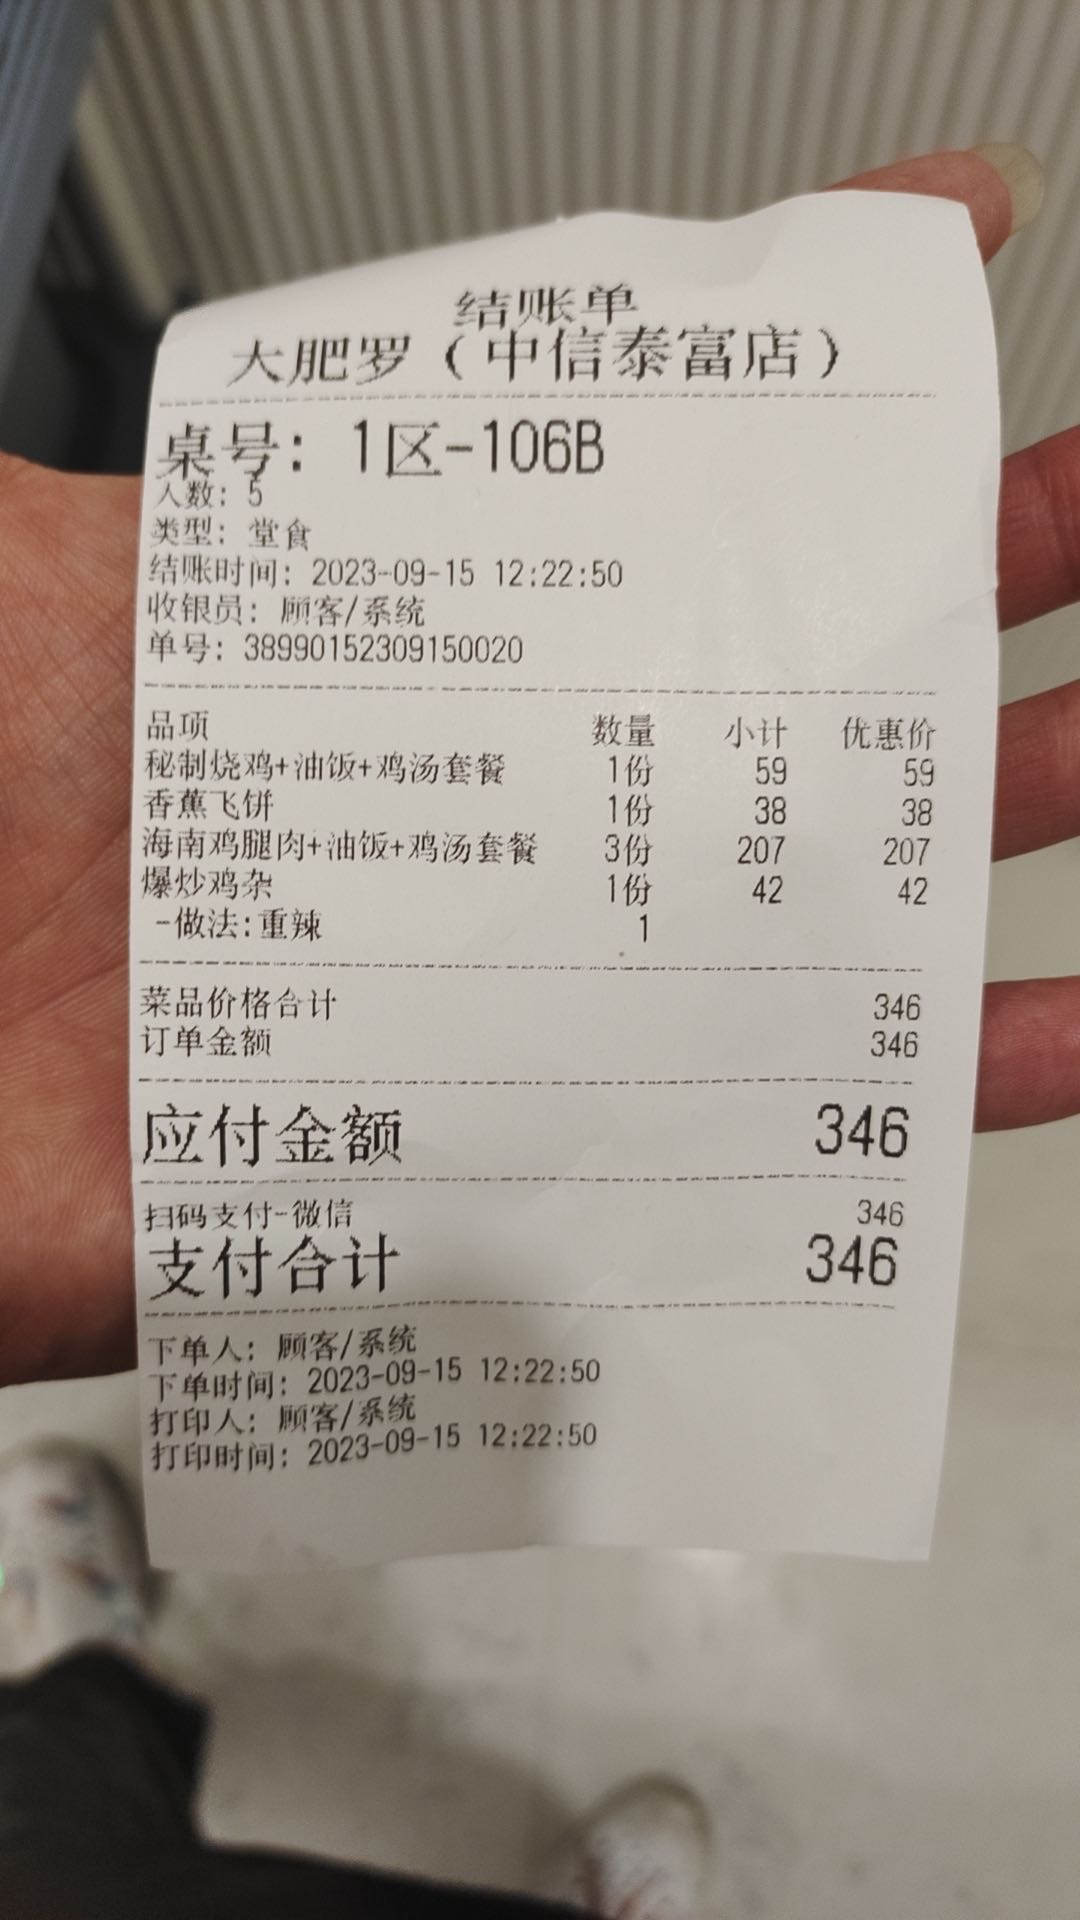 结账单
大肥罗（中信泰富店）
桌号：1区-106B
人数：5
类型：堂食
结账时间：2023-09-15 12:22:50
收银员：顾客/系统
单号：38990152309150020
品项 数量 小计 优惠价
秘制烧鸡+油饭+鸡汤套餐 1份 59 59
香蕉飞饼 1份 38 38
海南鸡腿肉+油饭+鸡汤套餐 3份 207 207
爆炒鸡杂 1份 42 42
-做法:重辣 1
菜品价格合计 346
订单金额 346
应付金额 346
扫码支付-微信 346
支付合计 346
下单人：顾客/系统
下单时间：2023-09-15 12:22:50
打印人：顾客/系统
打印时间：2023-09-15 12:22:50